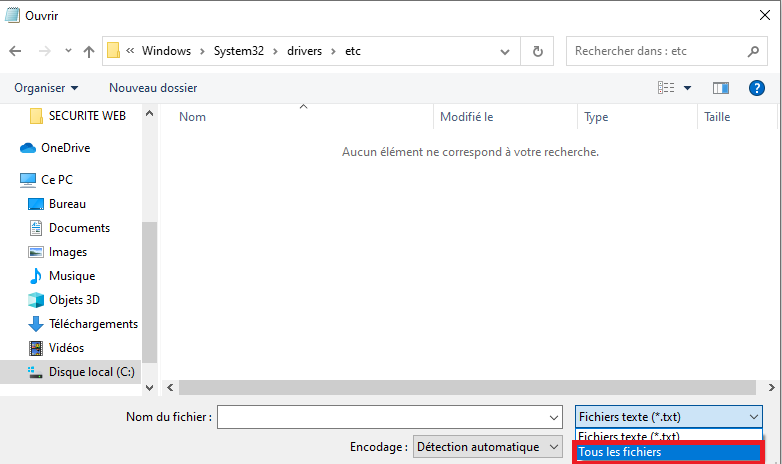 Ouvrir
« Windows > System32 > drivers > etc
Rechercher dans : etc
Organiser
Nouveau dossier
?
SECURITE WEB
OneDrive
Ce PC
Bureau
Documents
Images
Musique
Objets 3D
Téléchargements
Vidéos
Disque local (C:)
Nom
Modifié le
Type
Taille
Aucun élément ne correspond à votre recherche.
Nom du fichier :
Fichiers texte (*.txt)
Fichiers texte (*.txt)
Tous les fichiers
Encodage :
Détection automatique